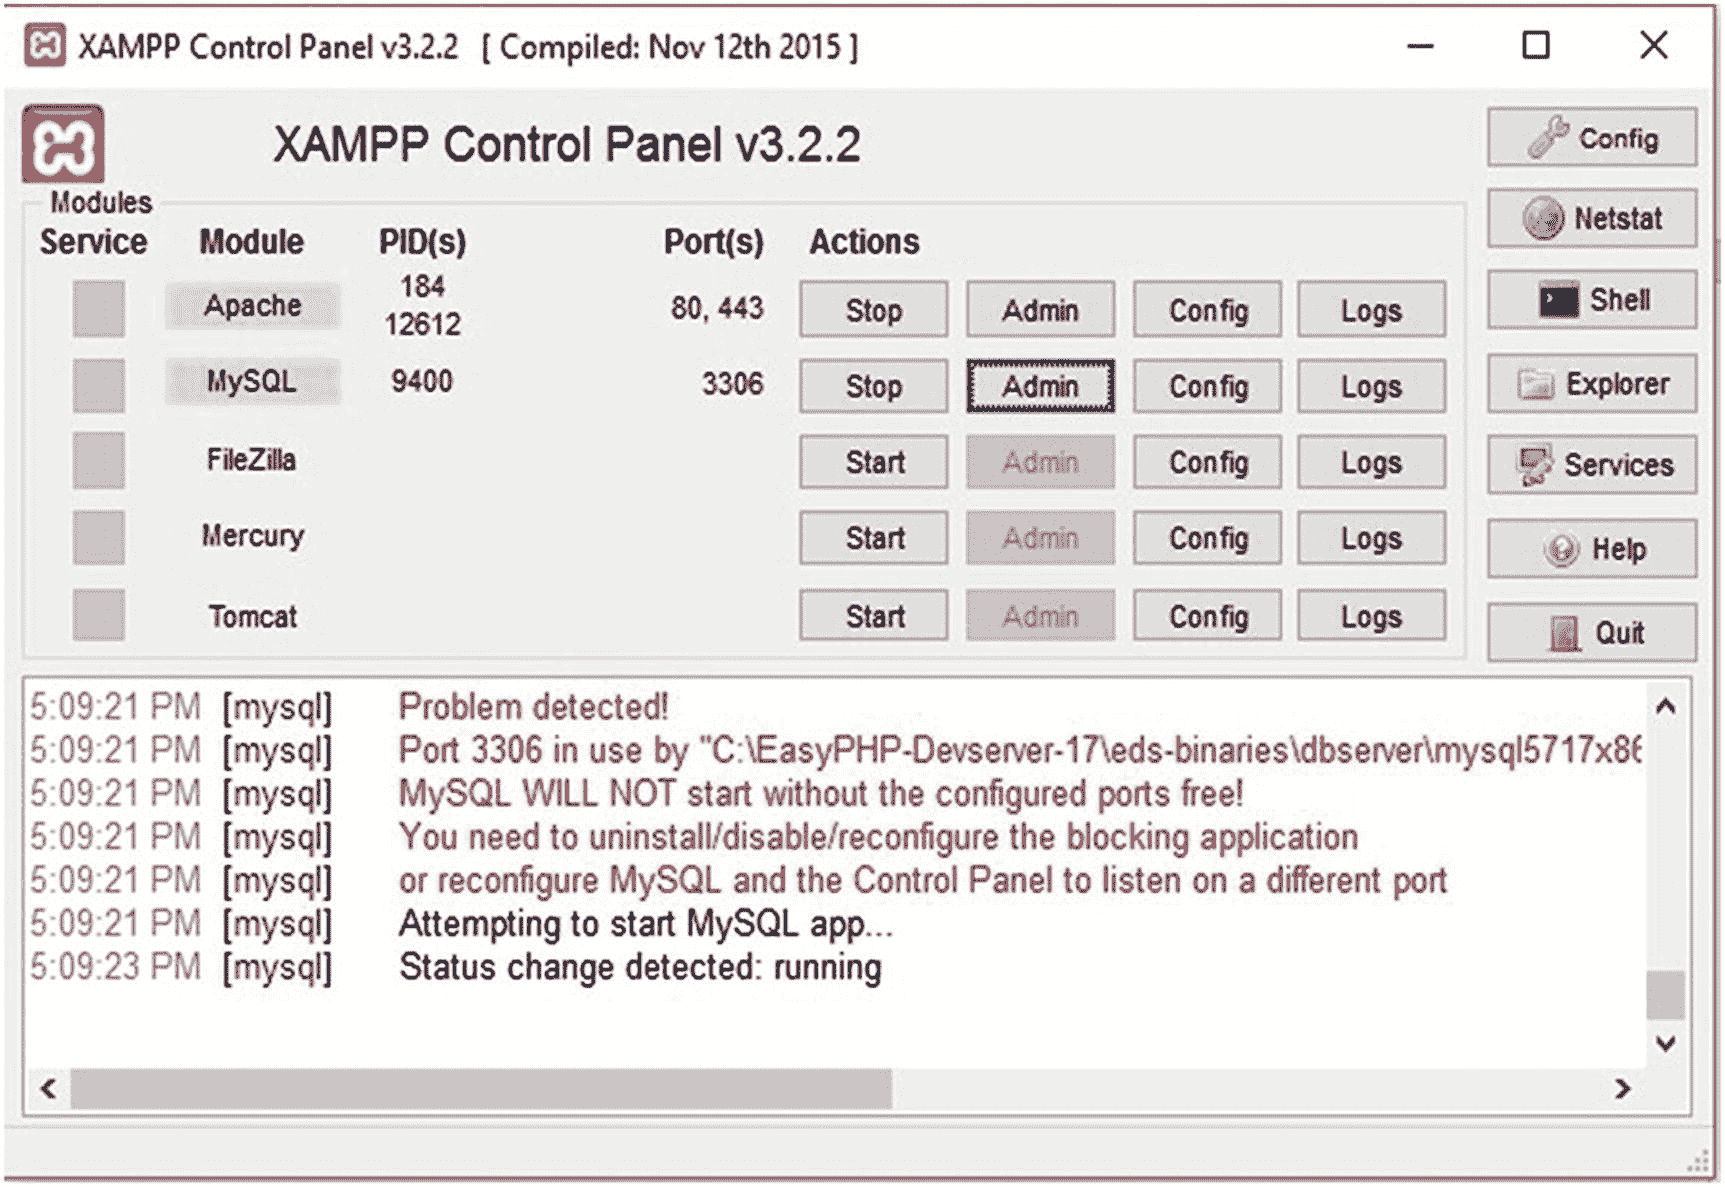 XAMPP Control Panel v3.2.2 [ Compiled: Nov 12th 2015 ]
XAMPP Control Panel v3.2.2
Modules
Service Module PID(s) Port(s) Actions
Apache 184 12612 80, 443 Stop Admin Config Logs
MySQL 9400 3306 Stop Admin Config Logs
FileZilla Start Admin Config Logs
Mercury Start Admin Config Logs
Tomcat Start Admin Config Logs
Config
Netstat
Shell
Explorer
Services
Help
Quit
5:09:21 PM [mysql] Problem detected!
5:09:21 PM [mysql] Port 3306 in use by "C:\EasyPHP-Devserver-17\eds-binaries\dbserver\mysql5717x86
5:09:21 PM [mysql] MySQL WILL NOT start without the configured ports free!
5:09:21 PM [mysql] You need to uninstall/disable/reconfigure the blocking application
5:09:21 PM [mysql] or reconfigure MySQL and the Control Panel to listen on a different port
5:09:21 PM [mysql] Attempting to start MySQL app...
5:09:23 PM [mysql] Status change detected: running